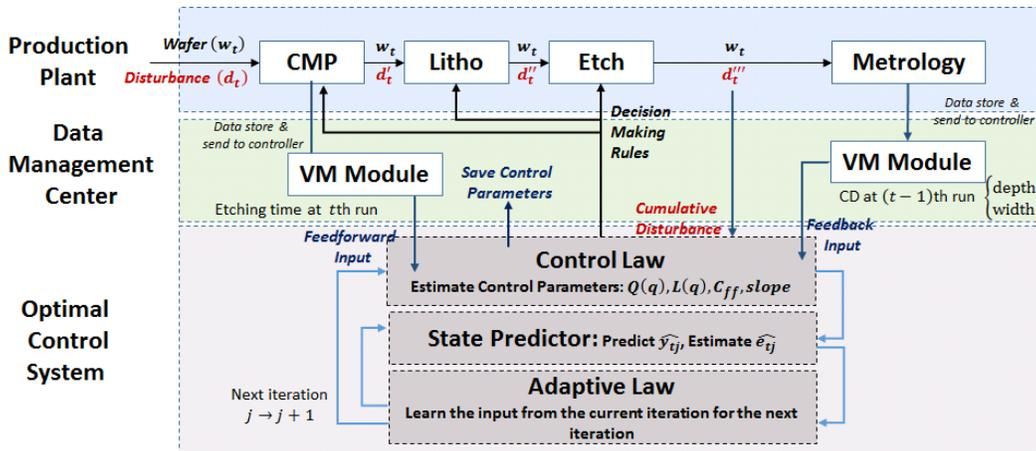 Production
Plant
Wafer (w_t)
Disturbance (d_t)
CMP
w_t
d_t'
Litho
w_t
d_t''
Etch
w_t
d_t'''
Metrology
Data
Management
Center
Data store &
send to controller
VM Module
Etching time at tth run
Save Control
Parameters
Decision
Making
Rules
Cumulative
Disturbance
Data store &
send to controller
VM Module
CD at (t − 1)th run { depth
width
Optimal
Control
System
Feedforward
Input
Feedback
Input
Control Law
Estimate Control Parameters: Q(q), L(q), C_ff, slope
State Predictor: Predict ŷ_tj, Estimate ê_tj
Adaptive Law
Learn the input from the current iteration for the next
iteration
Next iteration
j → j + 1